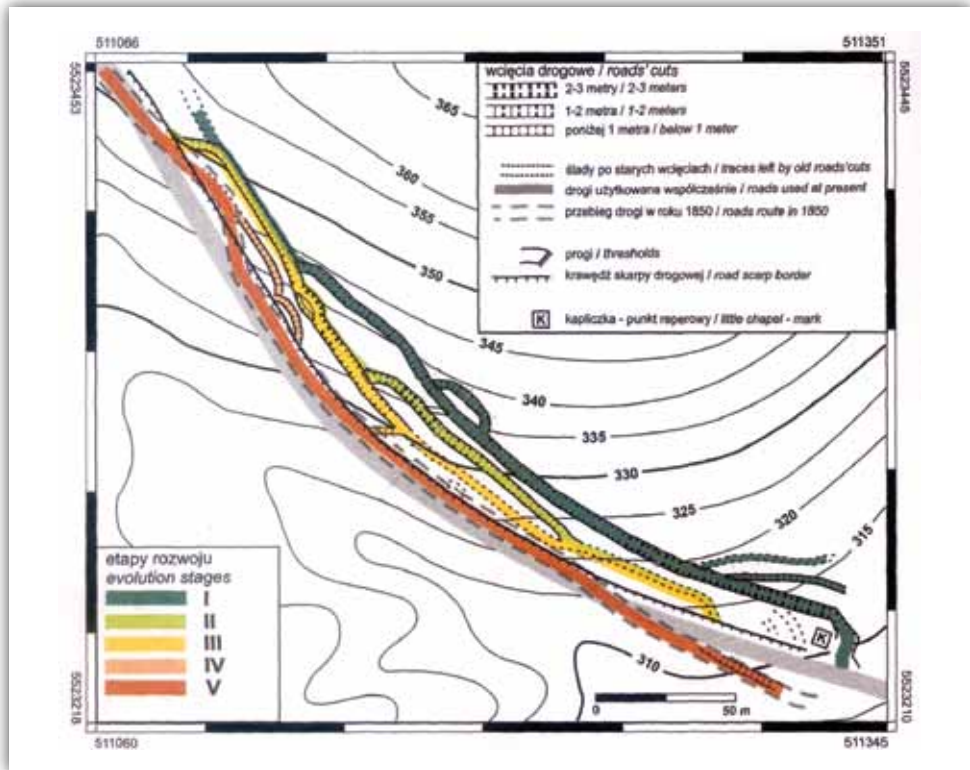 511066
511351
5523453
5523446
wcięcia drogowe / roads' cuts
2-3 metry / 2-3 meters
1-2 metra / 1-2 meters
poniżej 1 metra / below 1 meter
ślady po starych wcięciach / traces left by old roads'cuts
drogi użytkowane współcześnie / roads used at present
przebieg drogi w roku 1850 / roads route in 1850
progi / thresholds
krawędź skarpy drogowej / road scarp border
K
kapliczka - punkt reperowy / little chapel - mark
365
360
355
350
345
340
335
330
325
320
315
310
K
etapy rozwoju
evolution stages
I
II
III
IV
V
0
50 m
5523218
5523210
511060
511345